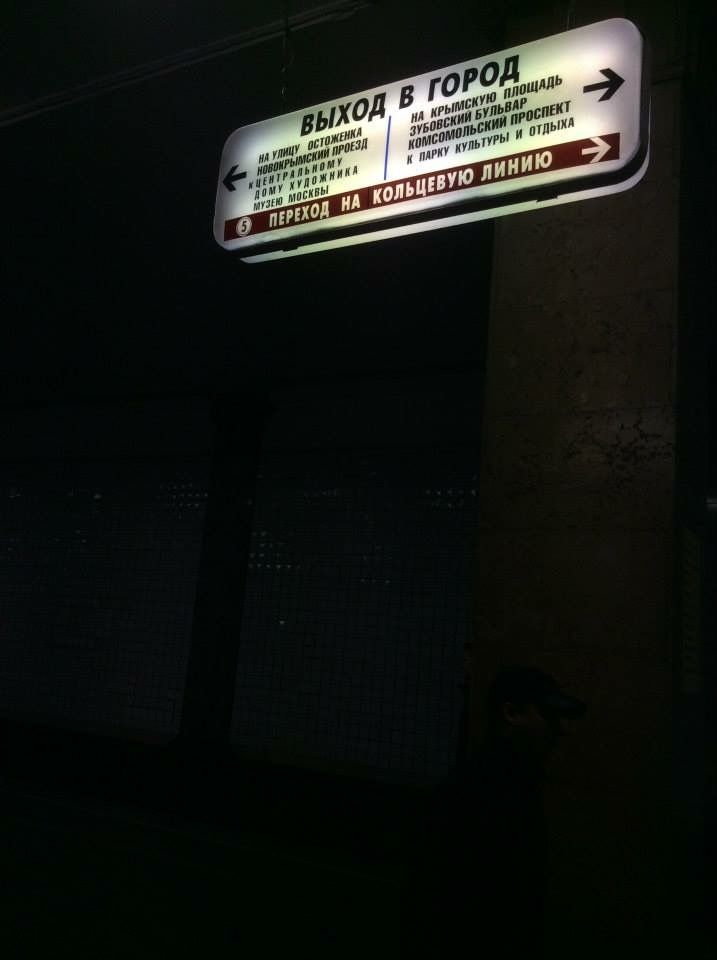 ВЫХОД В ГОРОД
НА УЛИЦУ ОСТОЖЕНКА
НОВОКРЫМСКИЙ ПРОЕЗД
К ЦЕНТРАЛЬНОМУ
ДОМУ ХУДОЖНИКА
МУЗЕЮ МОСКВЫ
НА КРЫМСКУЮ ПЛОЩАДЬ
ЗУБОВСКИЙ БУЛЬВАР
КОМСОМОЛЬСКИЙ ПРОСПЕКТ
К ПАРКУ КУЛЬТУРЫ И ОТДЫХА
5 ПЕРЕХОД НА КОЛЬЦЕВУЮ ЛИНИЮ